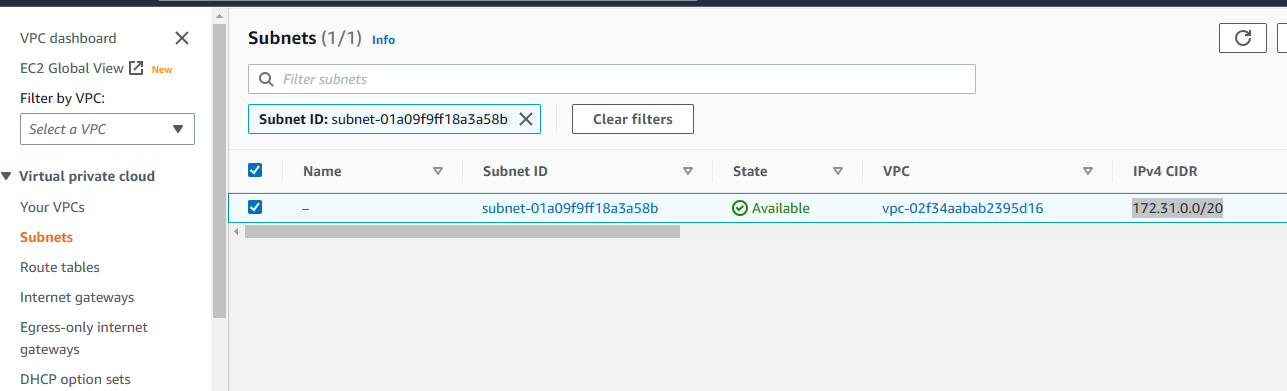 VPC dashboard
EC2 Global View New
Filter by VPC:
Select a VPC
Virtual private cloud
Your VPCs
Subnets
Route tables
Internet gateways
Egress-only internet
gateways
DHCP option sets
Subnets (1/1) Info
Filter subnets
Subnet ID: subnet-01a09f9ff18a3a58b Clear filters
Name Subnet ID State VPC IPv4 CIDR
– subnet-01a09f9ff18a3a58b Available vpc-02f34aabab2395d16 172.31.0.0/20